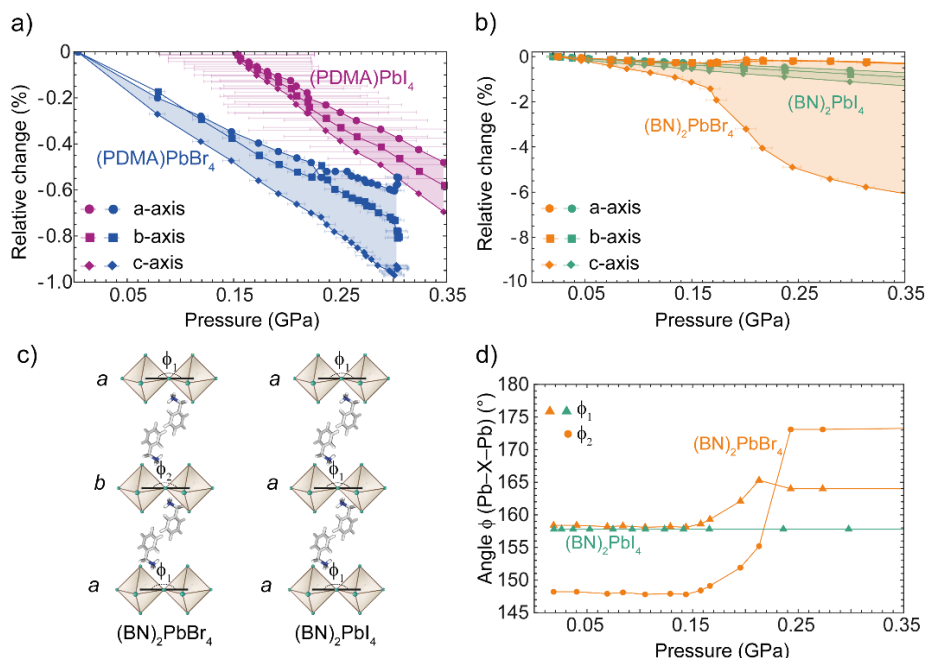 a)
0
-0.2
-0.4
-0.6
-0.8
-1.0
Relative change (%)
(PDMA)PbI4
(PDMA)PbBr4
a-axis
b-axis
c-axis
0.05 0.15 0.25 0.35
Pressure (GPa)
b)
0
-2
-4
-6
-8
-10
Relative change (%)
(BN)2PbI4
(BN)2PbBr4
a-axis
b-axis
c-axis
0.05 0.15 0.25 0.35
Pressure (GPa)
c)
a ϕ1 ϕ1 a
b ϕ2 ϕ1 a
a ϕ1 ϕ1 a
(BN)2PbBr4 (BN)2PbI4
d)
180
175
170
165
160
155
150
145
Angle ϕ (Pb–X–Pb) (°)
ϕ1
ϕ2
(BN)2PbBr4
(BN)2PbI4
0.05 0.15 0.25 0.35
Pressure (GPa)